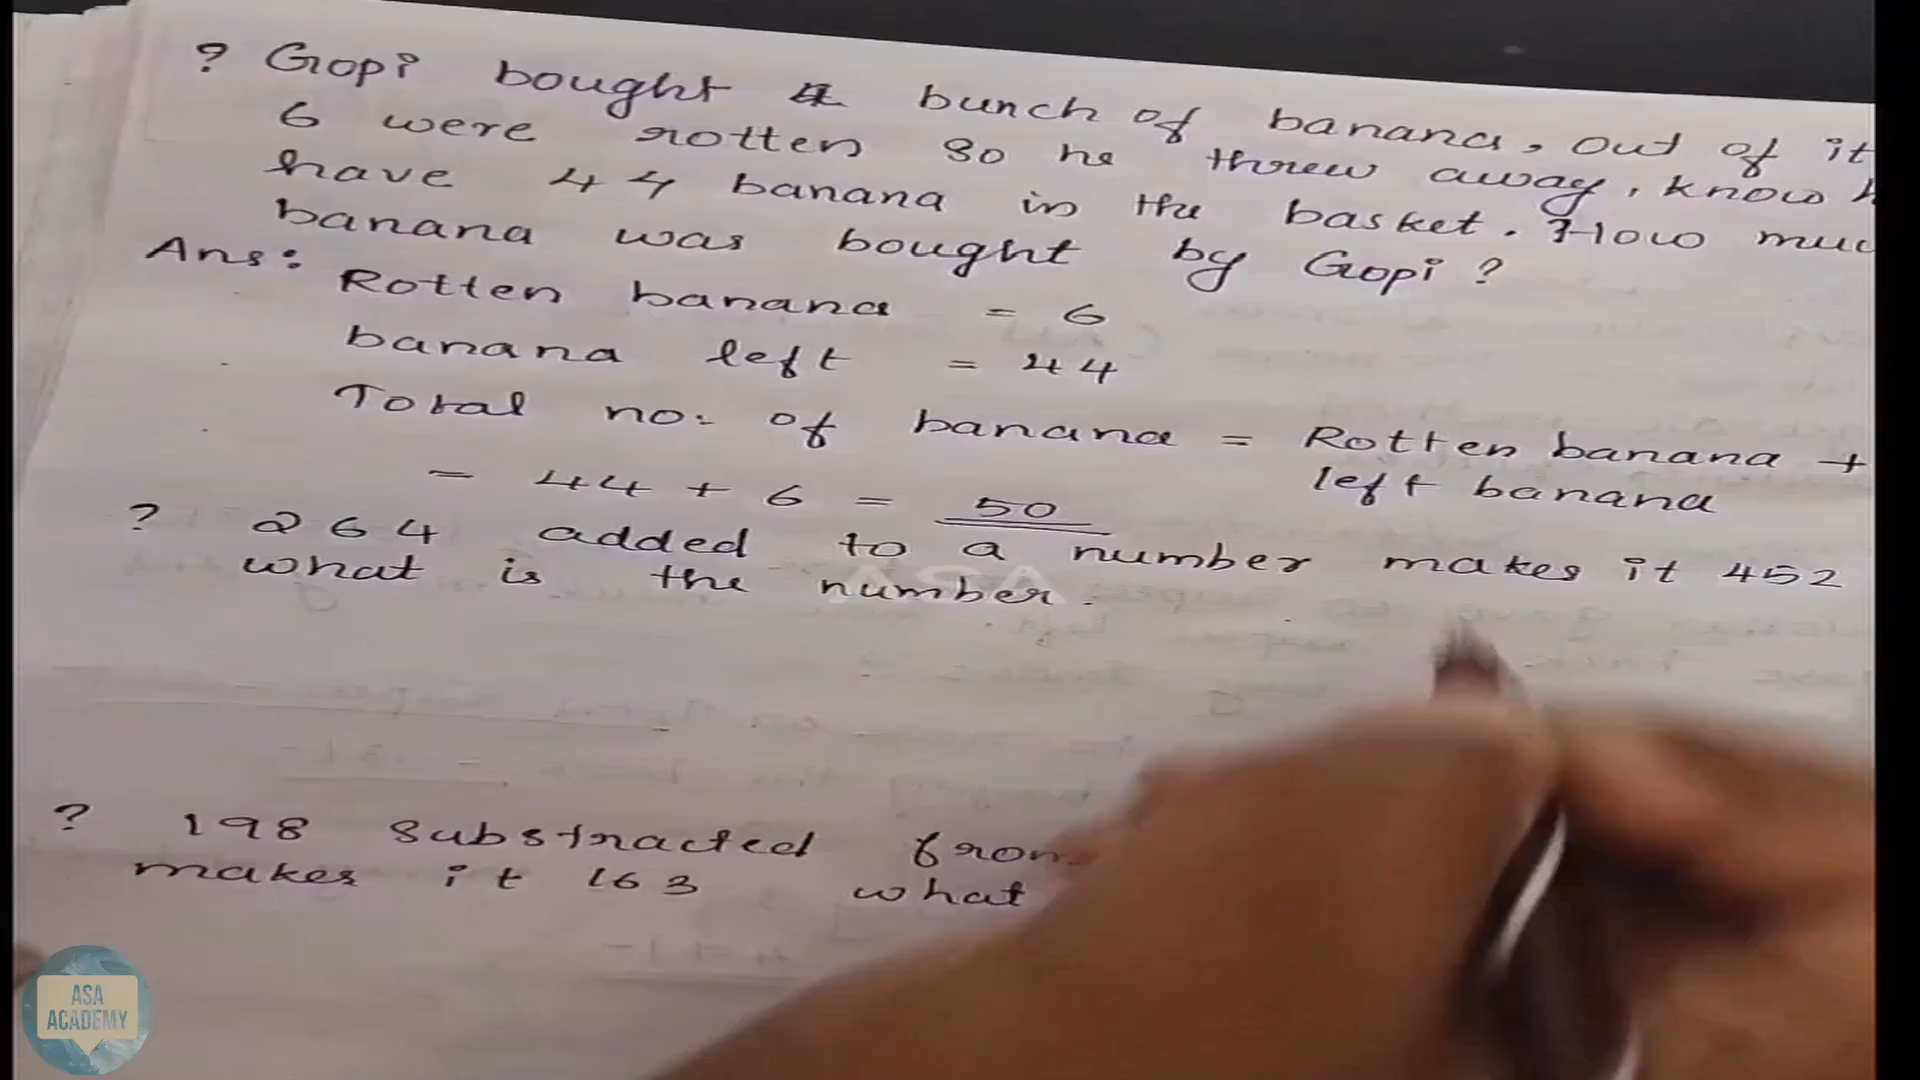 ? Gopi bought a bunch of banana, out of it
6 were rotten so he threw away, know
have 44 banana in the basket. How muc
banana was bought by Gopi ?
Ans:
Rotten banana = 6
banana left = 44
Total no: of banana = Rotten banana +
left banana
= 44 + 6 = 50
? 264 added to a number makes it 452
what is the number.
ASA
? 198 substracted from
makes it 163 what
ASA
ACADEMY